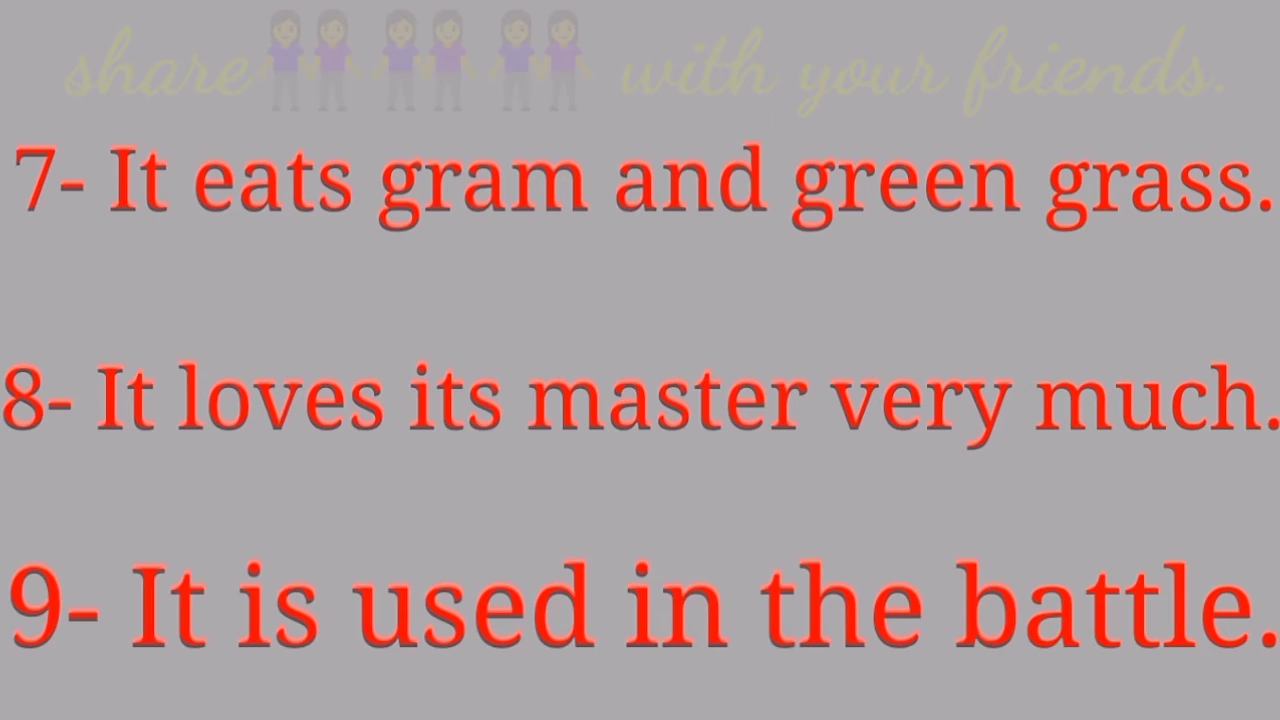 share with your friends.
7- It eats gram and green grass.
8- It loves its master very much.
9- It is used in the battle.